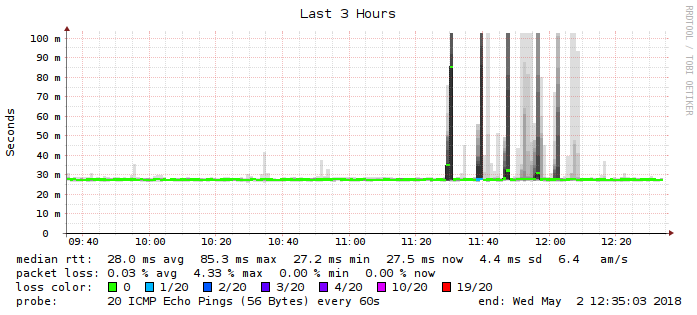 Last 3 Hours
RRDTOOL / TOBI OETIKER
Seconds
100 m
90 m
80 m
70 m
60 m
50 m
40 m
30 m
20 m
10 m
0
09:40 10:00 10:20 10:40 11:00 11:20 11:40 12:00 12:20
median rtt: 28.0 ms avg 85.3 ms max 27.2 ms min 27.5 ms now 4.4 ms sd 6.4 am/s
packet loss: 0.03 % avg 4.33 % max 0.00 % min 0.00 % now
loss color: 0 1/20 2/20 3/20 4/20 10/20 19/20
probe: 20 ICMP Echo Pings (56 Bytes) every 60s end: Wed May 2 12:35:03 2018